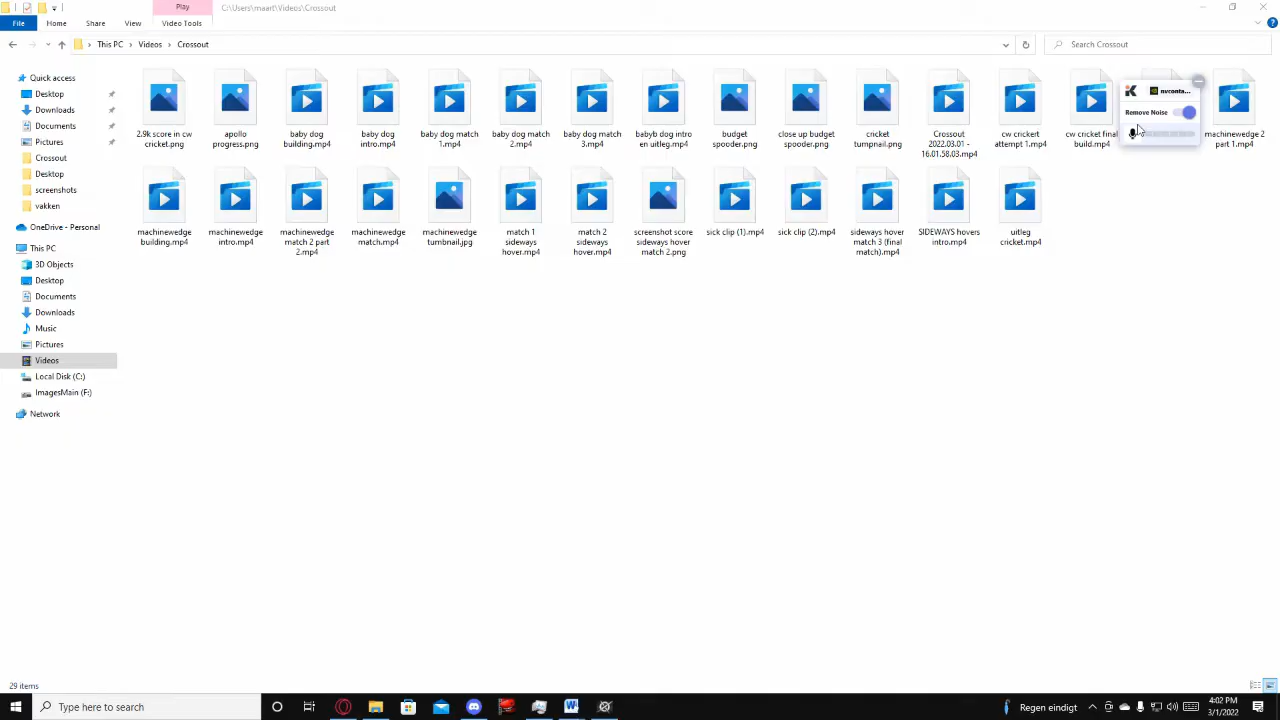 Play
C:\Users\maart\Videos\Crossout
File
Home
Share
View
Video Tools
This PC
Videos
Crossout
Search Crossout
Quick access
Desktop
Downloads
Documents
Pictures
Crossout
Desktop
screenshots
vakken
OneDrive - Personal
This PC
3D Objects
Desktop
Documents
Downloads
Music
Pictures
Videos
Local Disk (C:)
ImagesMain (F:)
Network
2,9k score in cw
cricket.png
apollo
progress.png
baby dog
building.mp4
baby dog
intro.mp4
baby dog match
1.mp4
baby dog match
2.mp4
baby dog match
3.mp4
babyb dog intro
en uitleg.mp4
budget
spooder.png
close up budget
spooder.png
cricket
tumpnail.png
Crossout
2022.03.01 -
16.01.58.03.mp4
cw crickert
attempt 1.mp4
cw cricket final
build.mp4
machinewedge 2
part 1.mp4
nvconta...
Remove Noise
machinewedge
building.mp4
machinewedge
intro.mp4
machinewedge
match 2 part
2.mp4
machinewedge
match.mp4
machinewedge
tumbnail.jpg
match 1
sideways
hover.mp4
match 2
sideways
hover.mp4
screenshot score
sideways hover
match 2.png
sick clip (1).mp4
sick clip (2).mp4
sideways hover
match 3 (final
match).mp4
SIDEWAYS hovers
intro.mp4
uitleg
cricket.mp4
29 items
Type here to search
Regen eindigt
4:02 PM
3/1/2022